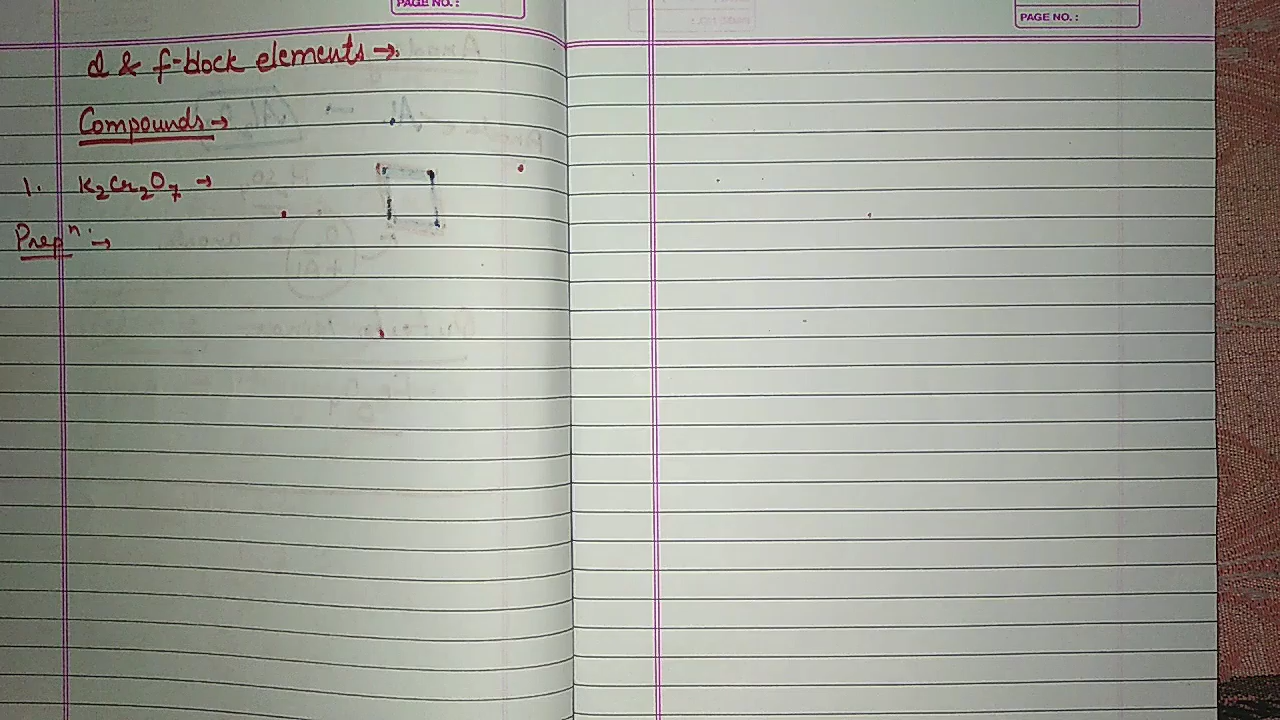 PAGE NO. :
PAGE NO. :
d & f-block elements →
Compounds →
1. K₂Cr₂O₇ →
Prepⁿ. →